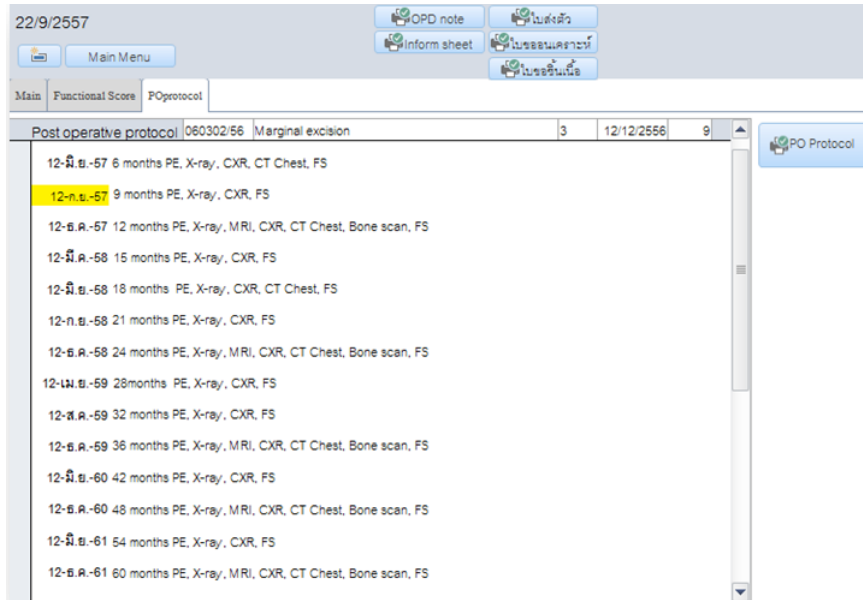 22/9/2557
OPD note
ใบส่งตัว
Main Menu
Inform sheet
ใบขออนุเคราะห์
ใบขอชิ้นเนื้อ
Main Functional Score POprotocol
Post operative protocol 060302/56 Marginal excision 3 12/12/2556 9
PO Protocol
12-มิ.ย.-57 6 months PE, X-ray, CXR, CT Chest, FS
12-ก.ย.-57 9 months PE, X-ray, CXR, FS
12-ธ.ค.-57 12 months PE, X-ray, MRI, CXR, CT Chest, Bone scan, FS
12-มี.ค.-58 15 months PE, X-ray, CXR, FS
12-มิ.ย.-58 18 months PE, X-ray, CXR, CT Chest, FS
12-ก.ย.-58 21 months PE, X-ray, CXR, FS
12-ธ.ค.-58 24 months PE, X-ray, MRI, CXR, CT Chest, Bone scan, FS
12-เม.ย.-59 28months PE, X-ray, CXR, FS
12-ส.ค.-59 32 months PE, X-ray, CXR, FS
12-ธ.ค.-59 36 months PE, X-ray, MRI, CXR, CT Chest, Bone scan, FS
12-มิ.ย.-60 42 months PE, X-ray, CXR, FS
12-ธ.ค.-60 48 months PE, X-ray, MRI, CXR, CT Chest, Bone scan, FS
12-มิ.ย.-61 54 months PE, X-ray, CXR, FS
12-ธ.ค.-61 60 months PE, X-ray, MRI, CXR, CT Chest, Bone scan, FS